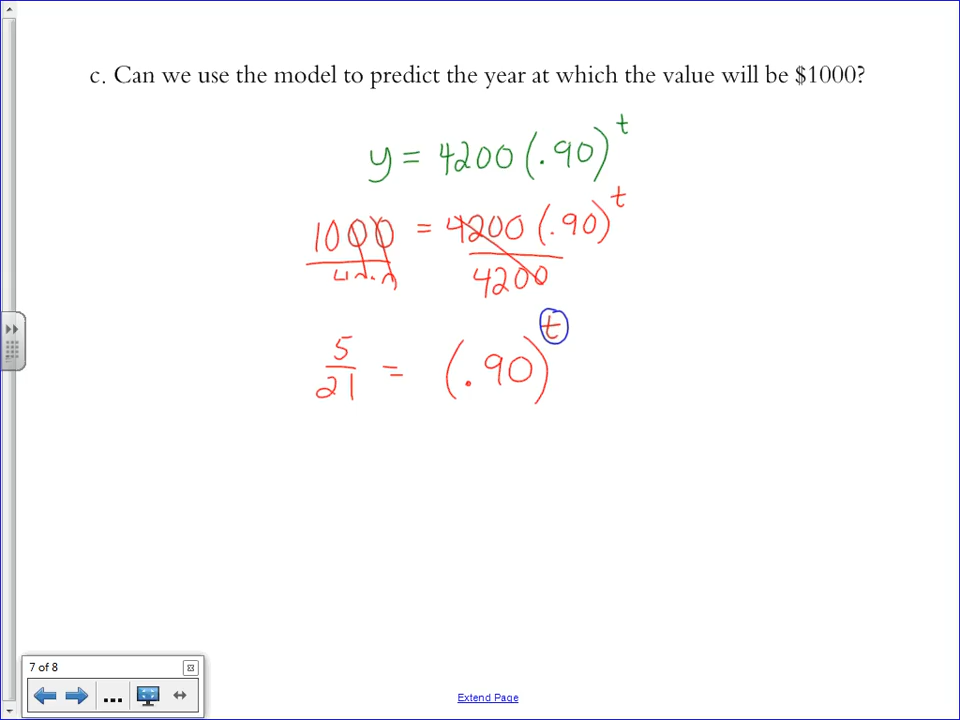 c. Can we use the model to predict the year at which the value will be $1000?
y = 4200 (.90)^t
1000 = 4200 (.90)^t
4200
5/21 = (.90)^t
7 of 8
...
Extend Page